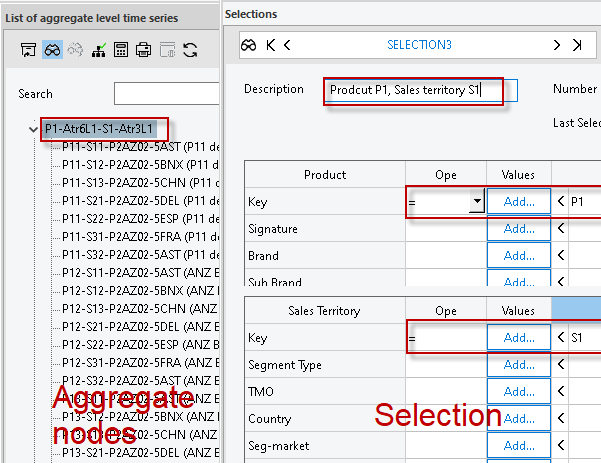 List of aggregate level time series
Search
P1-Atr6L1-S1-Atr3L1
P11-S11-P2AZ02-5AST (P11 de
P11-S12-P2AZ02-5BNX (P11 de
P11-S13-P2AZ02-5CHN (P11 d
P11-S21-P2AZ02-5DEL (P11 de
P11-S22-P2AZ02-5ESP (P11 de
P11-S31-P2AZ02-5FRA (P11 de
P11-S32-P2AZ02-5AST (P11 de
P12-S11-P2AZ02-5AST (ANZ E
P12-S12-P2AZ02-5BNX (ANZ
P12-S13-P2AZ02-5CHN (ANZ
P12-S21-P2AZ02-5DEL (ANZ E
P12-S22-P2AZ02-5ESP (ANZ B
P12-S31-P2AZ02-5FRA (ANZ
P12-S32-P2AZ02-5AST (ANZ
P13-S11-P2AZ02-5AST (ANZ
P13-S12-P2AZ02-5BNX (ANZ
P13-S13-P2AZ02-5CHN (ANZ
P13-S21-P2AZ02-5DEL (ANZ E
Aggregate
nodes
Selections
SELECTION3
Description
Prodcut P1, Sales territory S1
Number
Last Selec
Product Ope Values
Key = Add... < P1
Signature Add... <
Brand Add... <
Sub Brand Add... <
Sales Territory Ope Values
Key = Add... < S1
Segment Type Add... <
TMO Add... <
Country Add... <
Seg-market Add... <
Selection